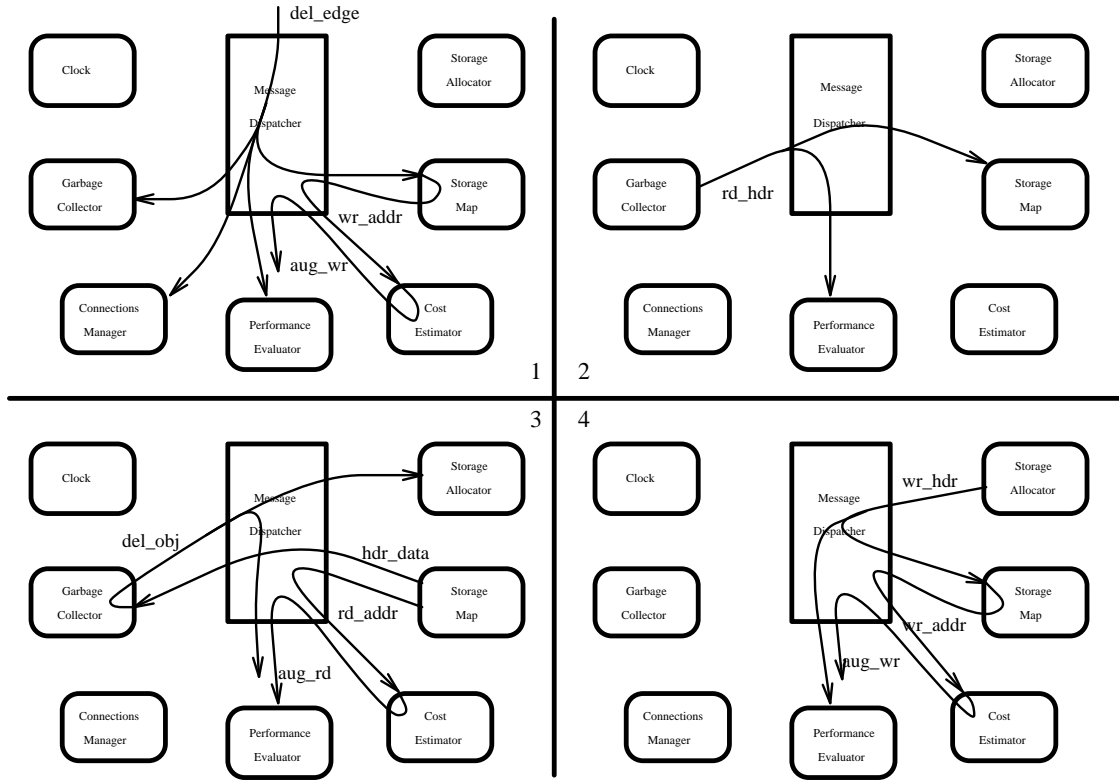 del_edge
Clock
Message
Dispatcher
Storage
Allocator
Garbage
Collector
Storage
Map
wr_addr
aug_wr
Connections
Manager
Performance
Evaluator
Cost
Estimator
1
Clock
Message
Dispatcher
Storage
Allocator
Garbage
Collector
rd_hdr
Storage
Map
Connections
Manager
Performance
Evaluator
Cost
Estimator
2
3
Clock
Message
Dispatcher
Storage
Allocator
del_obj
hdr_data
Garbage
Collector
Storage
Map
rd_addr
aug_rd
Connections
Manager
Performance
Evaluator
Cost
Estimator
4
Clock
Message
Dispatcher
wr_hdr
Storage
Allocator
Garbage
Collector
Storage
Map
wr_addr
aug_wr
Connections
Manager
Performance
Evaluator
Cost
Estimator